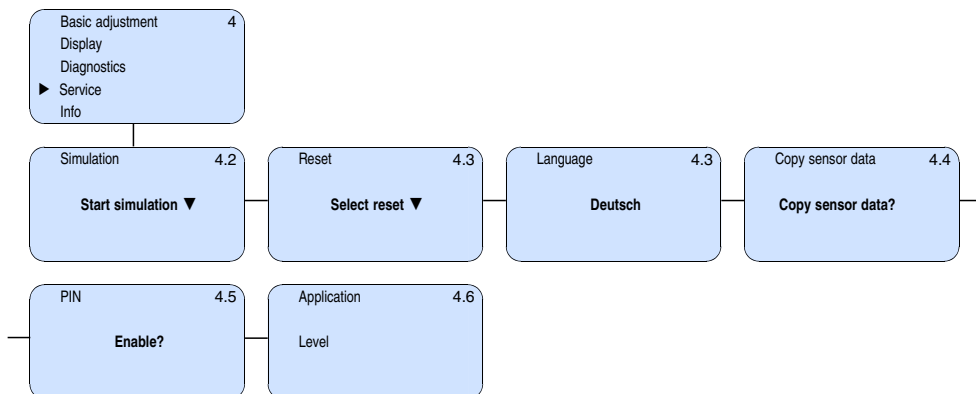 Basic adjustment 4
Display
Diagnostics
▶ Service
Info
Simulation 4.2
Start simulation ▼
Reset 4.3
Select reset ▼
Language 4.3
Deutsch
Copy sensor data 4.4
Copy sensor data?
PIN 4.5
Enable?
Application 4.6
Level